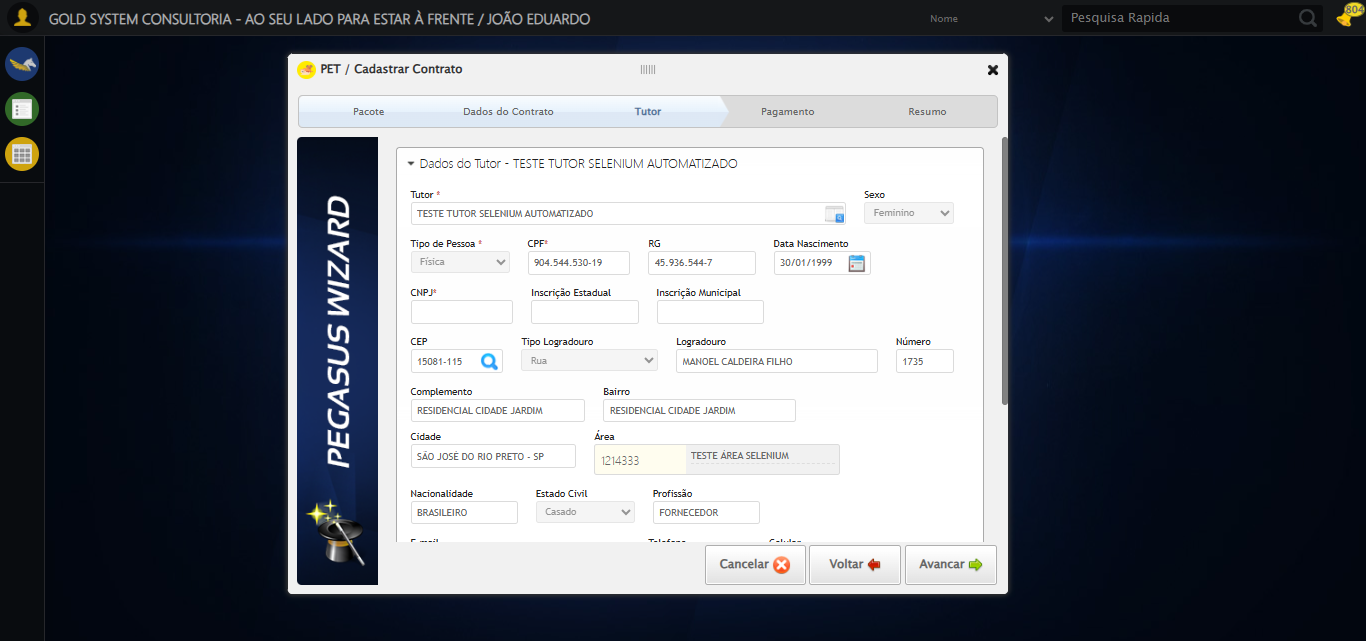 GOLD SYSTEM CONSULTORIA - AO SEU LADO PARA ESTAR À FRENTE / JOÃO EDUARDO
Nome
Pesquisa Rapida
804
PET / Cadastrar Contrato
Pacote
Dados do Contrato
Tutor
Pagamento
Resumo
PEGASUS WIZARD
Dados do Tutor - TESTE TUTOR SELENIUM AUTOMATIZADO
Tutor *
Sexo
TESTE TUTOR SELENIUM AUTOMATIZADO
Feminino
Tipo de Pessoa *
CPF*
RG
Data Nascimento
Física
904.544.530-19
45.936.544-7
30/01/1999
CNPJ*
Inscrição Estadual
Inscrição Municipal
CEP
Tipo Logradouro
Logradouro
Número
15081-115
Rua
MANOEL CALDEIRA FILHO
1735
Complemento
Bairro
RESIDENCIAL CIDADE JARDIM
RESIDENCIAL CIDADE JARDIM
Cidade
Área
SÃO JOSÉ DO RIO PRETO - SP
1214333
TESTE ÁREA SELENIUM
Nacionalidade
Estado Civil
Profissão
BRASILEIRO
Casado
FORNECEDOR
E-mail
Telefone
Celular
Cancelar
Voltar
Avancar